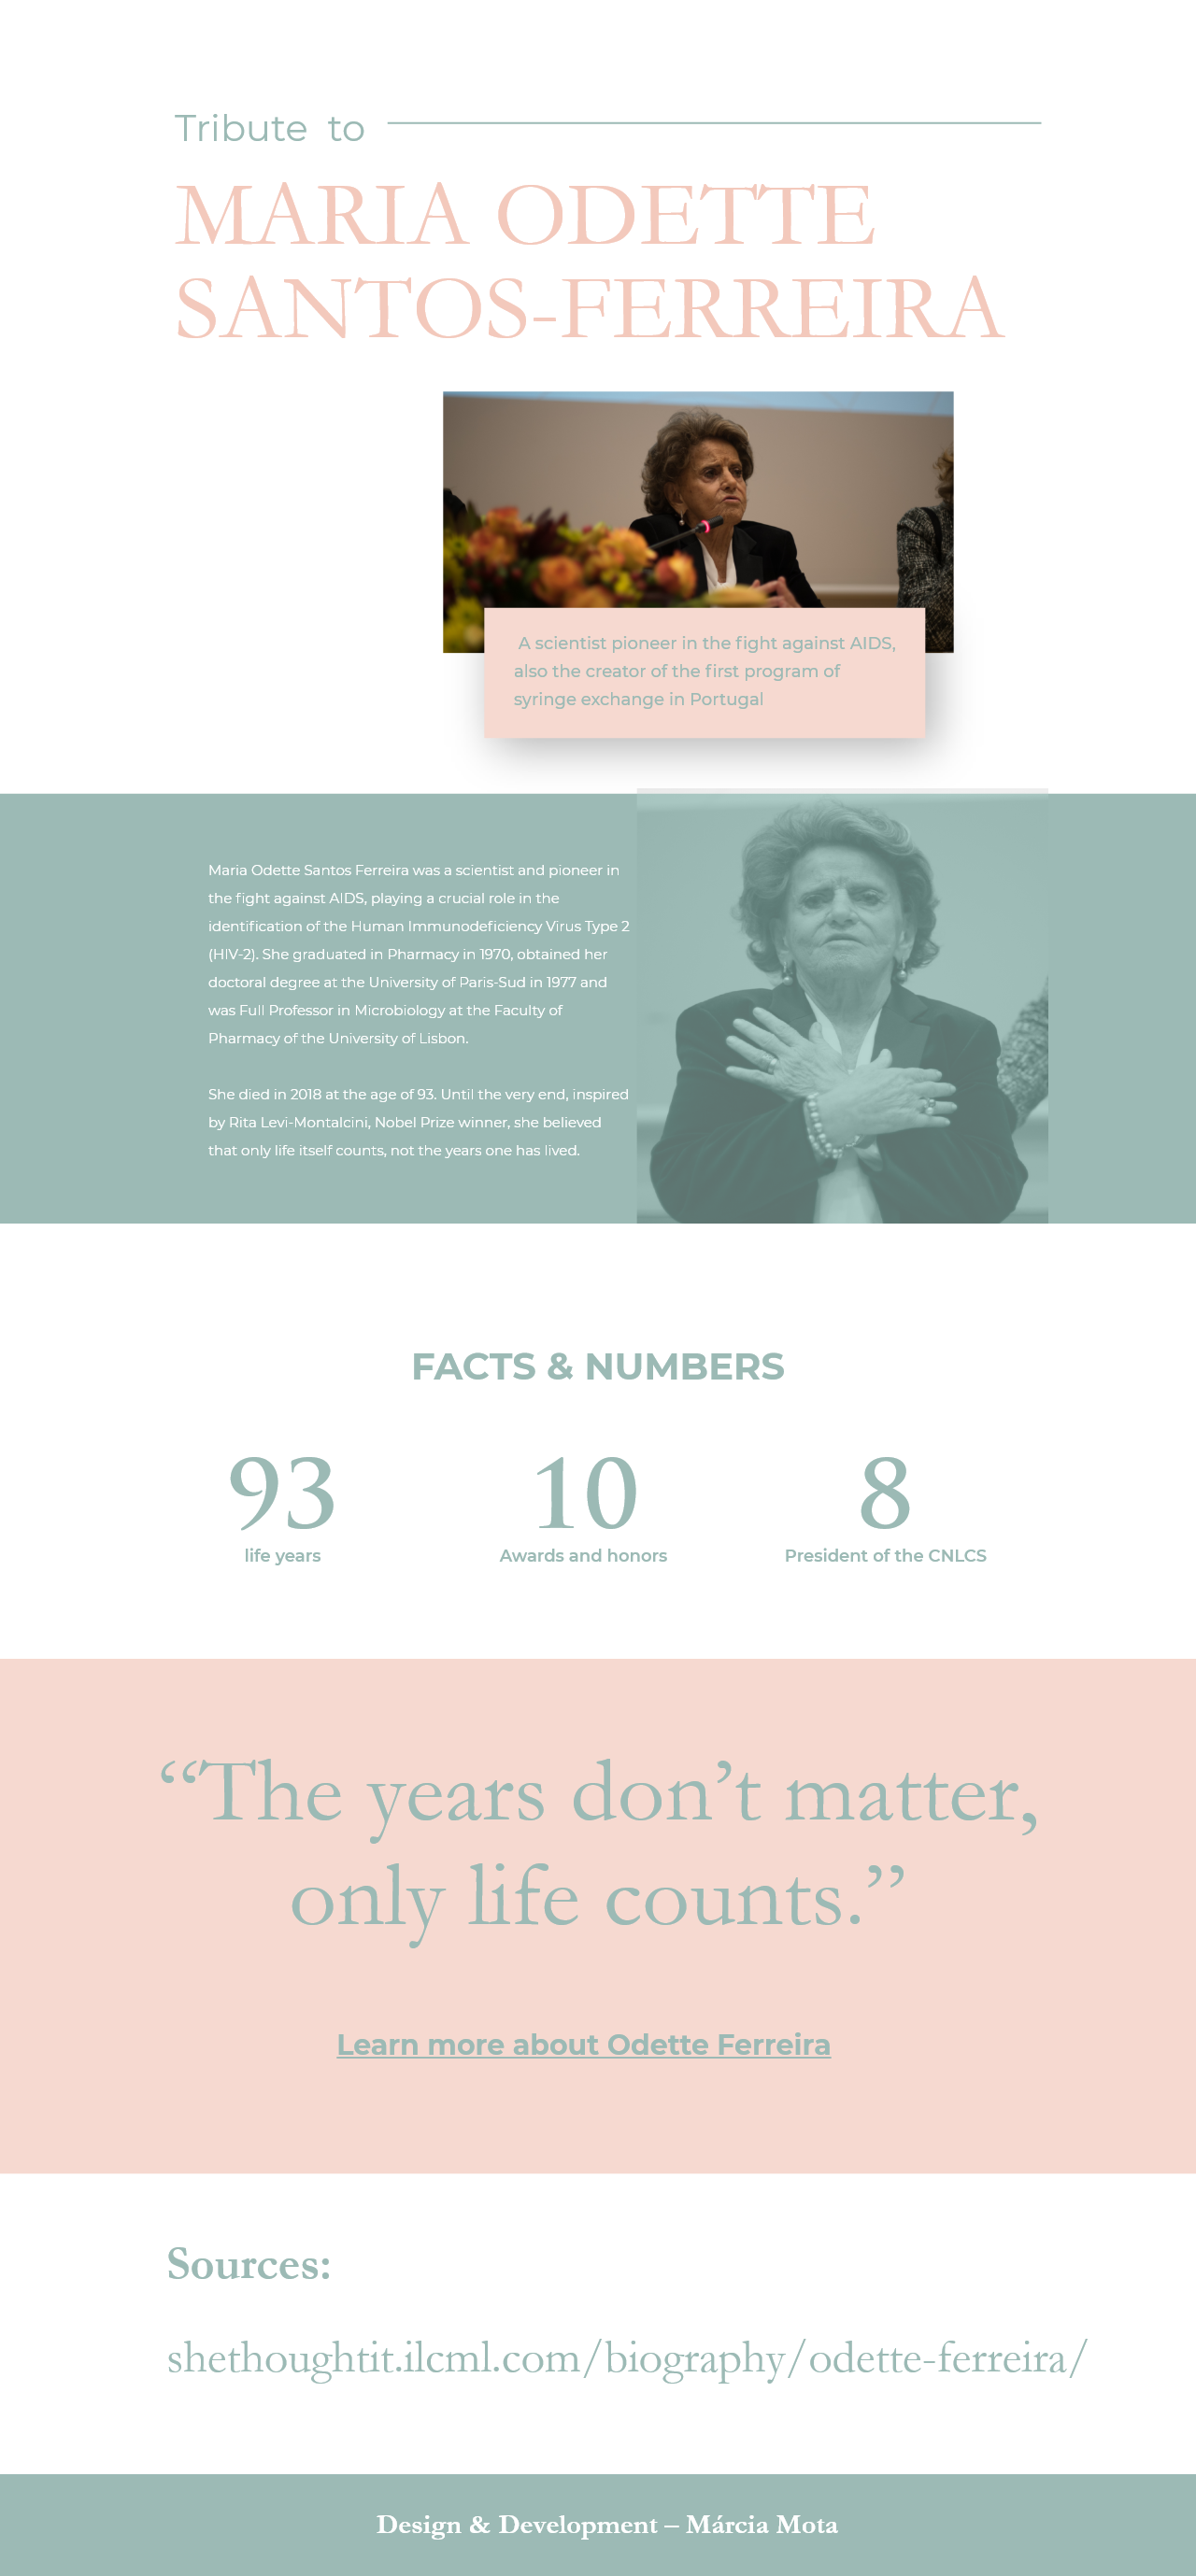 Tribute to
MARIA ODETTE
SANTOS-FERREIRA
A scientist pioneer in the fight against AIDS,
also the creator of the first program of
syringe exchange in Portugal
Maria Odette Santos Ferreira was a scientist and pioneer in
the fight against AIDS, playing a crucial role in the
identification of the Human Immunodeficiency Virus Type 2
(HIV-2). She graduated in Pharmacy in 1970, obtained her
doctoral degree at the University of Paris-Sud in 1977 and
was Full Professor in Microbiology at the Faculty of
Pharmacy of the University of Lisbon.
She died in 2018 at the age of 93. Until the very end, inspired
by Rita Levi-Montalcini, Nobel Prize winner, she believed
that only life itself counts, not the years one has lived.
FACTS & NUMBERS
93
life years
10
Awards and honors
8
President of the CNLCS
“The years don’t matter,
only life counts.”
Learn more about Odette Ferreira
Sources:
shethoughtit.ilcml.com/biography/odette-ferreira/
Design & Development – Márcia Mota